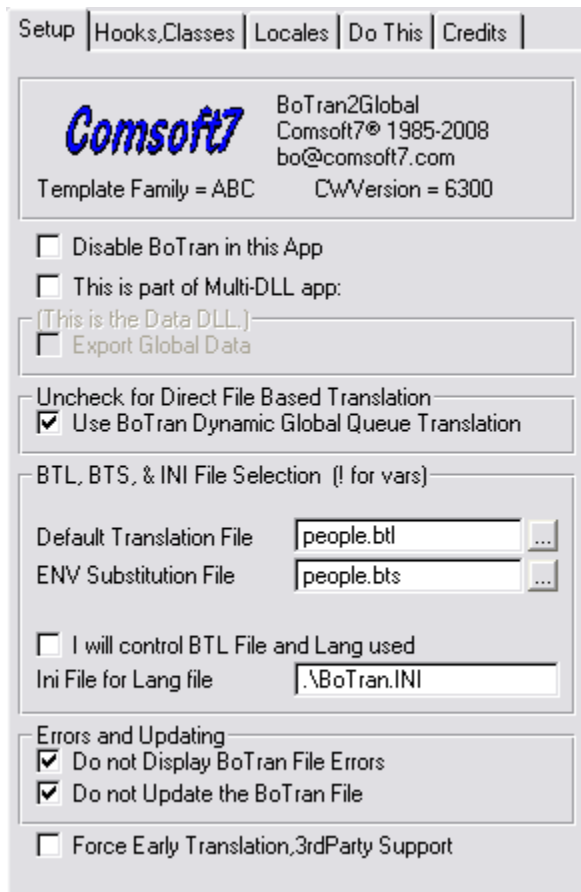 Setup Hooks,Classes Locales Do This Credits
Comsoft7
BoTran2Global
Comsoft7® 1985-2008
bo@comsoft7.com
Template Family = ABC CwVersion = 6300
Disable BoTran in this App
This is part of Multi-DLL app:
(This is the Data DLL.)
Export Global Data
Uncheck for Direct File Based Translation
Use BoTran Dynamic Global Queue Translation
BTL, BTS, & INI File Selection (! for vars)
Default Translation File people.btl ...
ENV Substitution File people.bts ...
I will control BTL File and Lang used
Ini File for Lang file .\BoTran.INI
Errors and Updating
Do not Display BoTran File Errors
Do not Update the BoTran File
Force Early Translation,3rdParty Support